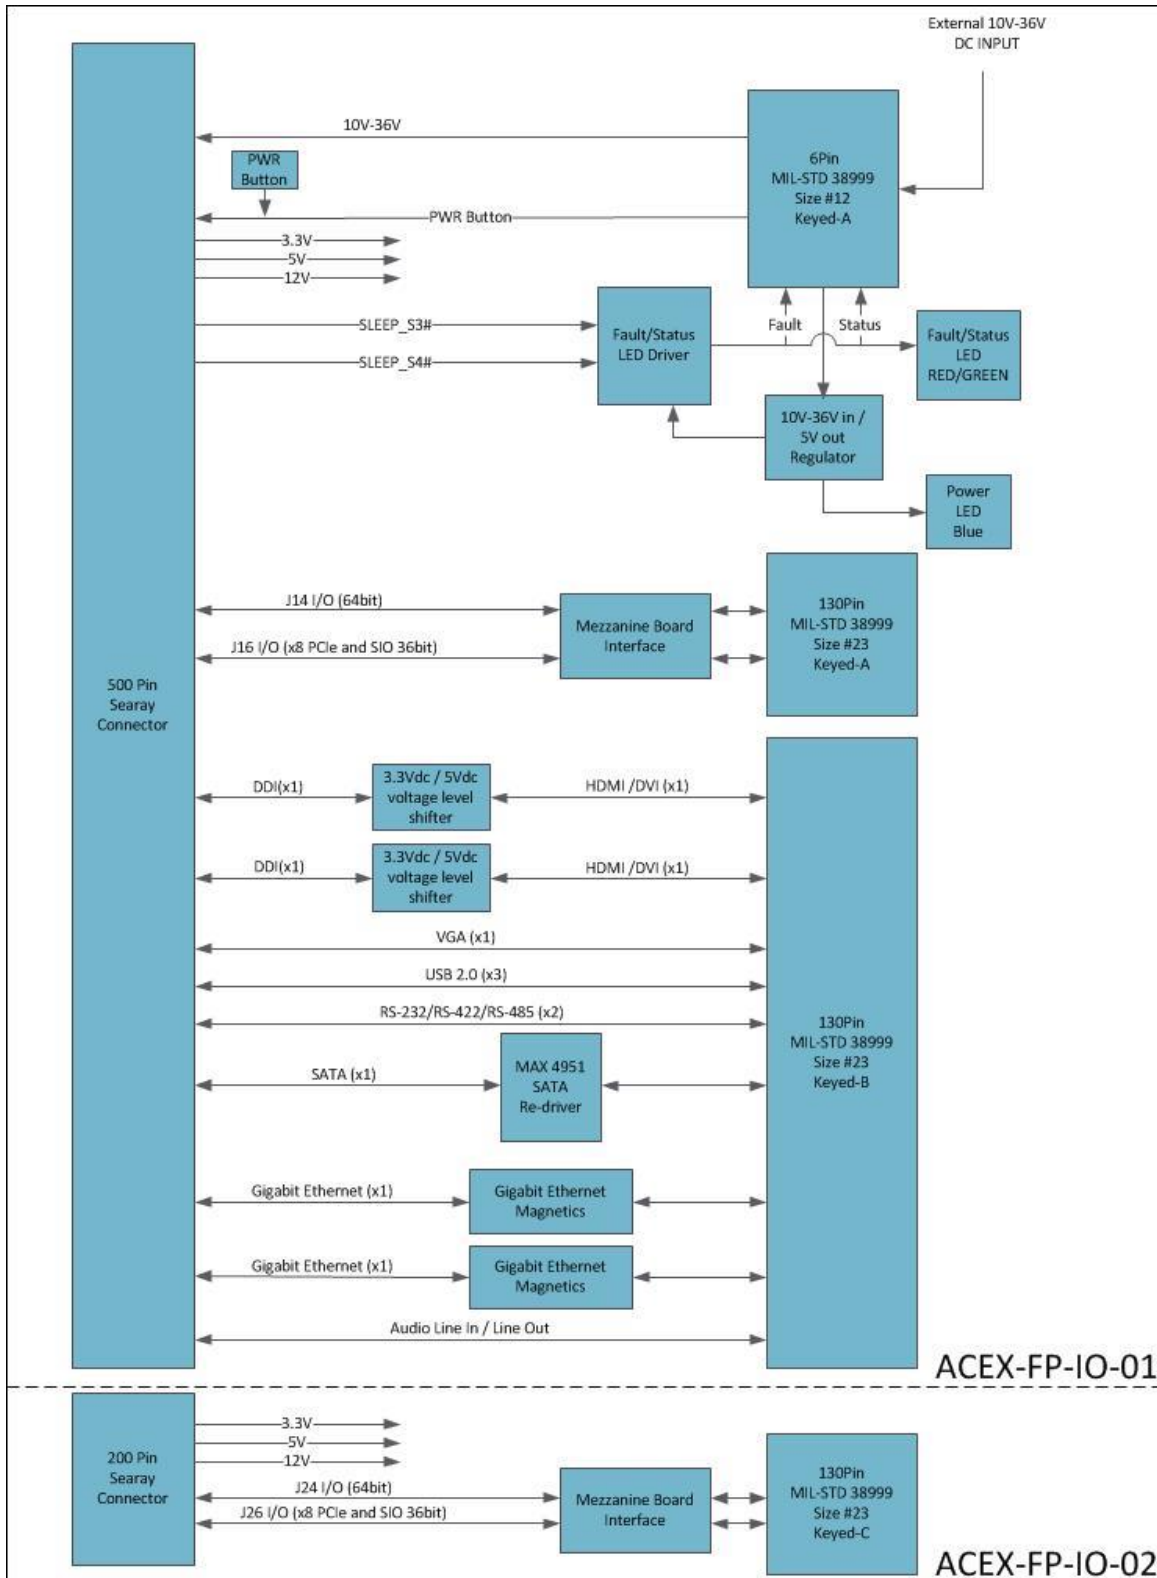 External 10V-36V
DC INPUT
10V-36V
PWR
Button
6Pin
MIL-STD 38999
Size #12
Keyed-A
PWR Button
3.3V
5V
12V
SLEEP_S3#
SLEEP_S4#
Fault/Status
LED Driver
Fault
Status
Fault/Status
LED
RED/GREEN
10V-36V in /
5V out
Regulator
Power
LED
Blue
J14 I/O (64bit)
J16 I/O (x8 PCIe and SIO 36bit)
Mezzanine Board
Interface
130Pin
MIL-STD 38999
Size #23
Keyed-A
500 Pin
Searay
Connector
DDI(x1)
3.3Vdc / 5Vdc
voltage level
shifter
HDMI /DVI (x1)
DDI(x1)
3.3Vdc / 5Vdc
voltage level
shifter
HDMI /DVI (x1)
VGA (x1)
USB 2.0 (x3)
RS-232/RS-422/RS-485 (x2)
SATA (x1)
MAX 4951
SATA
Re-driver
130Pin
MIL-STD 38999
Size #23
Keyed-B
Gigabit Ethernet (x1)
Gigabit Ethernet
Magnetics
Gigabit Ethernet (x1)
Gigabit Ethernet
Magnetics
Audio Line In / Line Out
ACEX-FP-IO-01
200 Pin
Searay
Connector
3.3V
5V
12V
J24 I/O (64bit)
J26 I/O (x8 PCIe and SIO 36bit)
Mezzanine Board
Interface
130Pin
MIL-STD 38999
Size #23
Keyed-C
ACEX-FP-IO-02